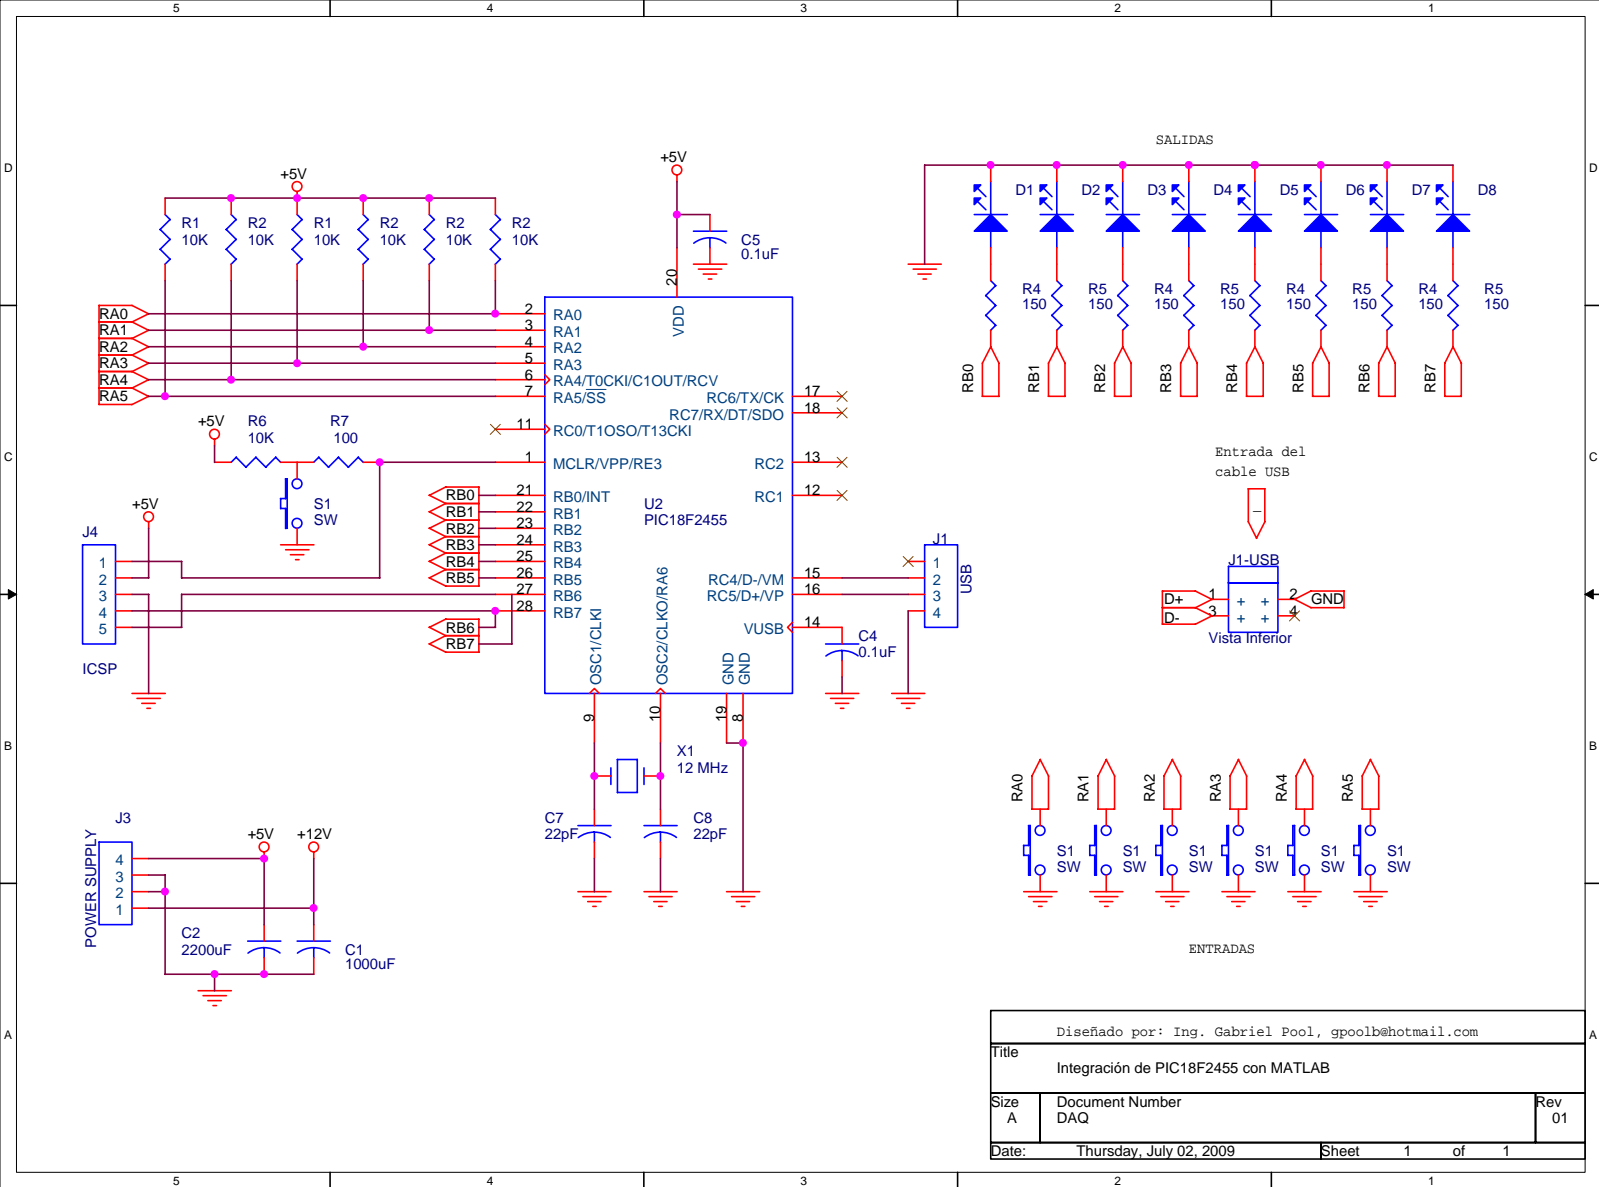 5 4 3 2 1
D D
C C
B B
A A
SALIDAS
+5V
+5V
R1 10K
R2 10K
R1 10K
R2 10K
R2 10K
R2 10K
C5
0.1uF
D1 D2 D3 D4 D5 D6 D7 D8
R4 150
R5 150
R4 150
R5 150
R4 150
R5 150
R4 150
R5 150
RB0 RB1 RB2 RB3 RB4 RB5 RB6 RB7
RA0
RA1
RA2
RA3
RA4
RA5
2 RA0
3 RA1
4 RA2
5 RA3
6 RA4/T0CKI/C1OUT/RCV
7 RA5/SS
11 RC0/T1OSO/T13CKI
1 MCLR/VPP/RE3
21 RB0/INT
22 RB1
23 RB2
24 RB3
25 RB4
26 RB5
27 RB6
28 RB7
20 VDD
RC6/TX/CK 17
RC7/RX/DT/SDO 18
RC2 13
RC1 12
U2
PIC18F2455
RC4/D-/VM 15
RC5/D+/VP 16
VUSB 14
OSC1/CLKI 9
OSC2/CLKO/RA6 10
GND 19
GND 8
+5V
R6
10K
R7
100
S1
SW
RB0
RB1
RB2
RB3
RB4
RB5
RB6
RB7
+5V
J4
1
2
3
4
5
ICSP
J1
1
2
3
4
USB
C4
0.1uF
Entrada del
cable USB
J1-USB
D+ 1 + + 2 GND
D- 3 + + 4
Vista Inferior
X1
12 MHz
C7
22pF
C8
22pF
J3
POWER SUPPLY
4
3
2
1
+5V
+12V
C2
2200uF
C1
1000uF
RA0 RA1 RA2 RA3 RA4 RA5
S1 SW
S1 SW
S1 SW
S1 SW
S1 SW
S1 SW
ENTRADAS
Diseñado por: Ing. Gabriel Pool, gpoolb@hotmail.com
Title
Integración de PIC18F2455 con MATLAB
Size
A
Document Number
DAQ
Rev
01
Date: Thursday, July 02, 2009
Sheet 1 of 1
5 4 3 2 1